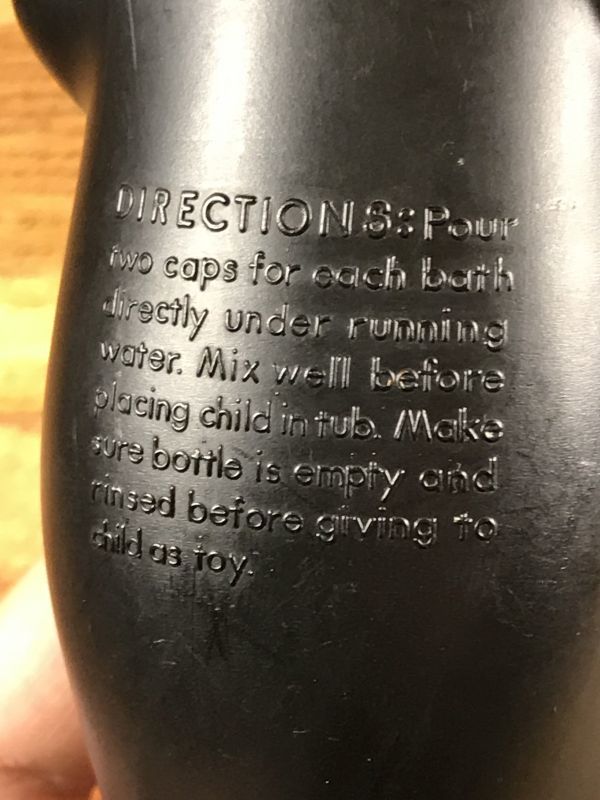 DIRECTIONS: Pour
two caps for each bath
directly under running
water. Mix well before
placing child in tub. Make
sure bottle is empty and
rinsed before giving to
child as toy.